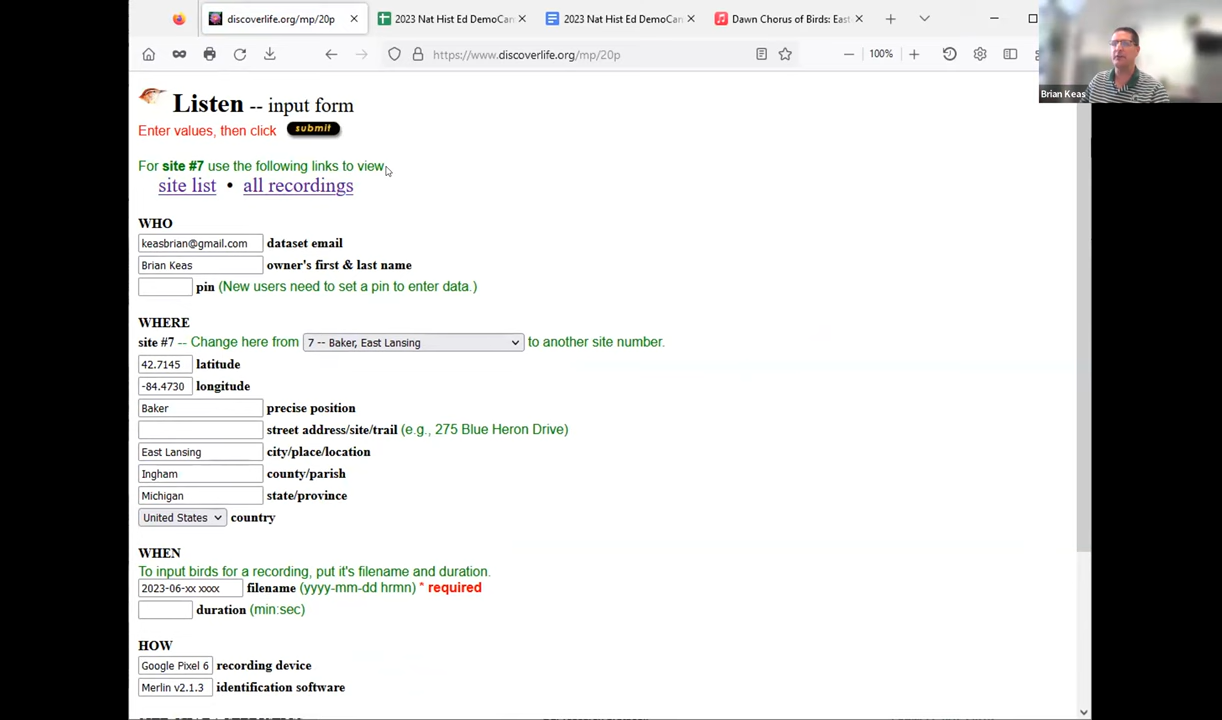 discoverlife.org/mp/20p
2023 Nat Hist Ed DemoCan
2023 Nat Hist Ed DemoCan
Dawn Chorus of Birds: East
https://www.discoverlife.org/mp/20p
100%
Brian Keas
Listen -- input form
Enter values, then click submit
For site #7 use the following links to view
site list • all recordings
WHO
keasbrian@gmail.com dataset email
Brian Keas owner's first & last name
pin (New users need to set a pin to enter data.)
WHERE
site #7 -- Change here from 7 -- Baker, East Lansing to another site number.
42.7145 latitude
-84.4730 longitude
Baker precise position
street address/site/trail (e.g., 275 Blue Heron Drive)
East Lansing city/place/location
Ingham county/parish
Michigan state/province
United States country
WHEN
To input birds for a recording, put it's filename and duration.
2023-06-xx xxxx filename (yyyy-mm-dd hrmn) * required
duration (min:sec)
HOW
Google Pixel 6 recording device
Merlin v2.1.3 identification software